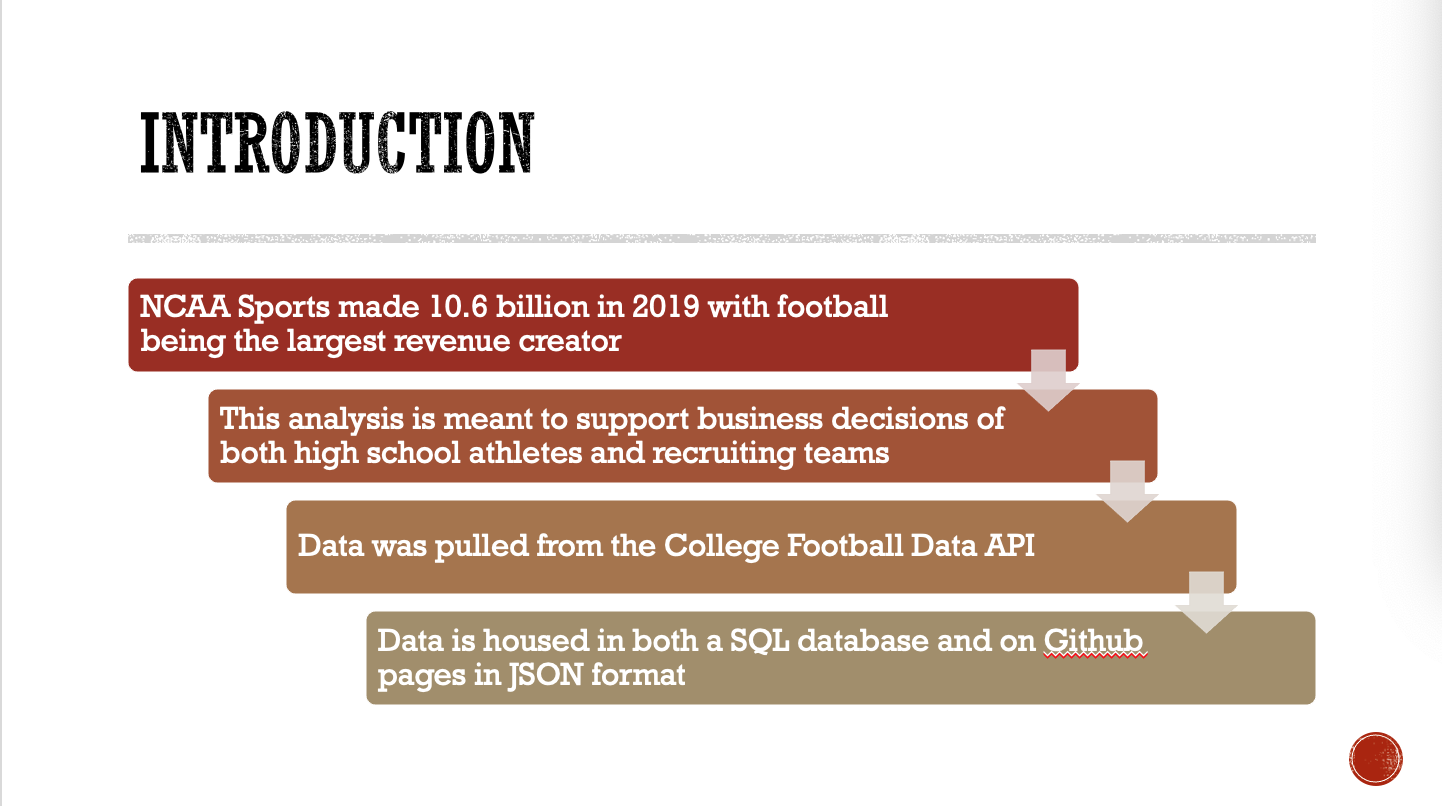 INTRODUCTION
NCAA Sports made 10.6 billion in 2019 with football
being the largest revenue creator
This analysis is meant to support business decisions of
both high school athletes and recruiting teams
Data was pulled from the College Football Data API
Data is housed in both a SQL database and on Github
pages in JSON format